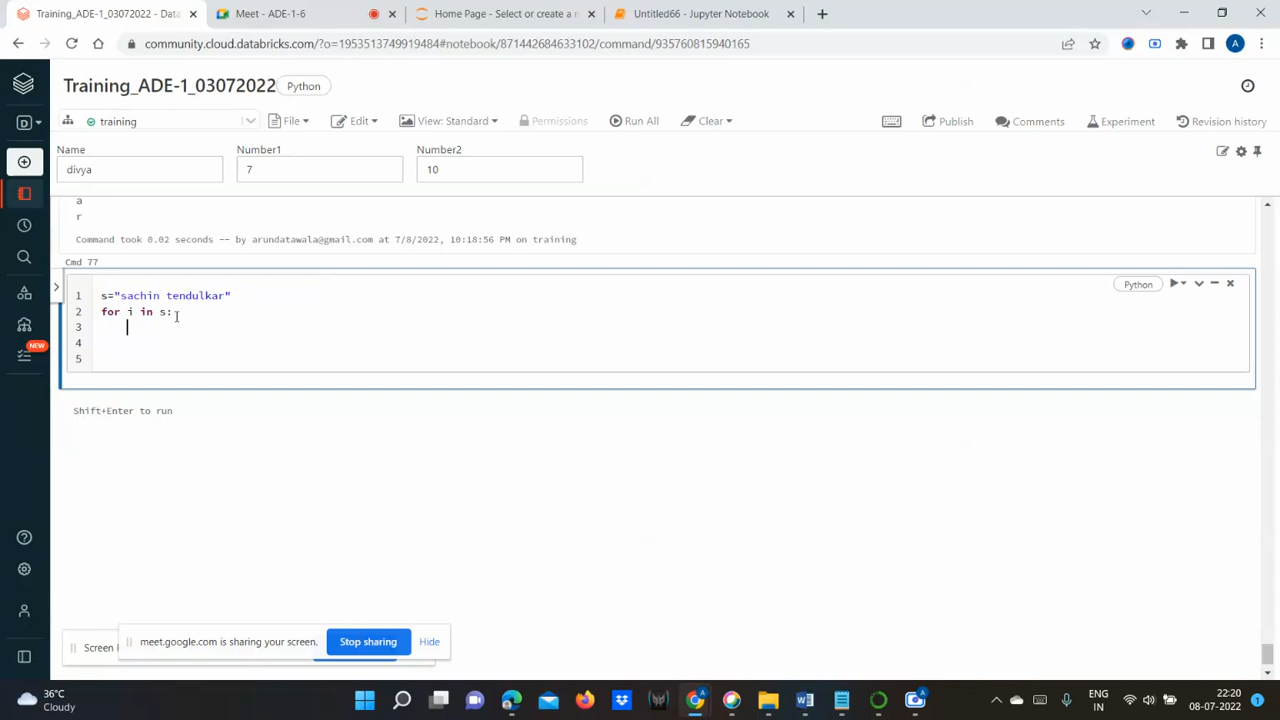 Training_ADE-1_03072022 - Data
Meet - ADE-1-6
Home Page - Select or create a n
Untitled66 - Jupyter Notebook
community.cloud.databricks.com/?o=1953513749919484#notebook/871442684633102/command/935760815940165
A
Training_ADE-1_03072022
Python
D
training
File
Edit
View: Standard
Permissions
Run All
Clear
Publish
Comments
Experiment
Revision history
Name
Number1
Number2
divya
7
10
a
r
Command took 0.02 seconds -- by arundatawala@gmail.com at 7/8/2022, 10:18:56 PM on training
Cmd 77
Python
1 s="sachin tendulkar"
2 for i in s:
3
4
5
NEW
Shift+Enter to run
meet.google.com is sharing your screen.
Stop sharing
Hide
Screen
36°C
Cloudy
ENG
IN
22:20
08-07-2022
1